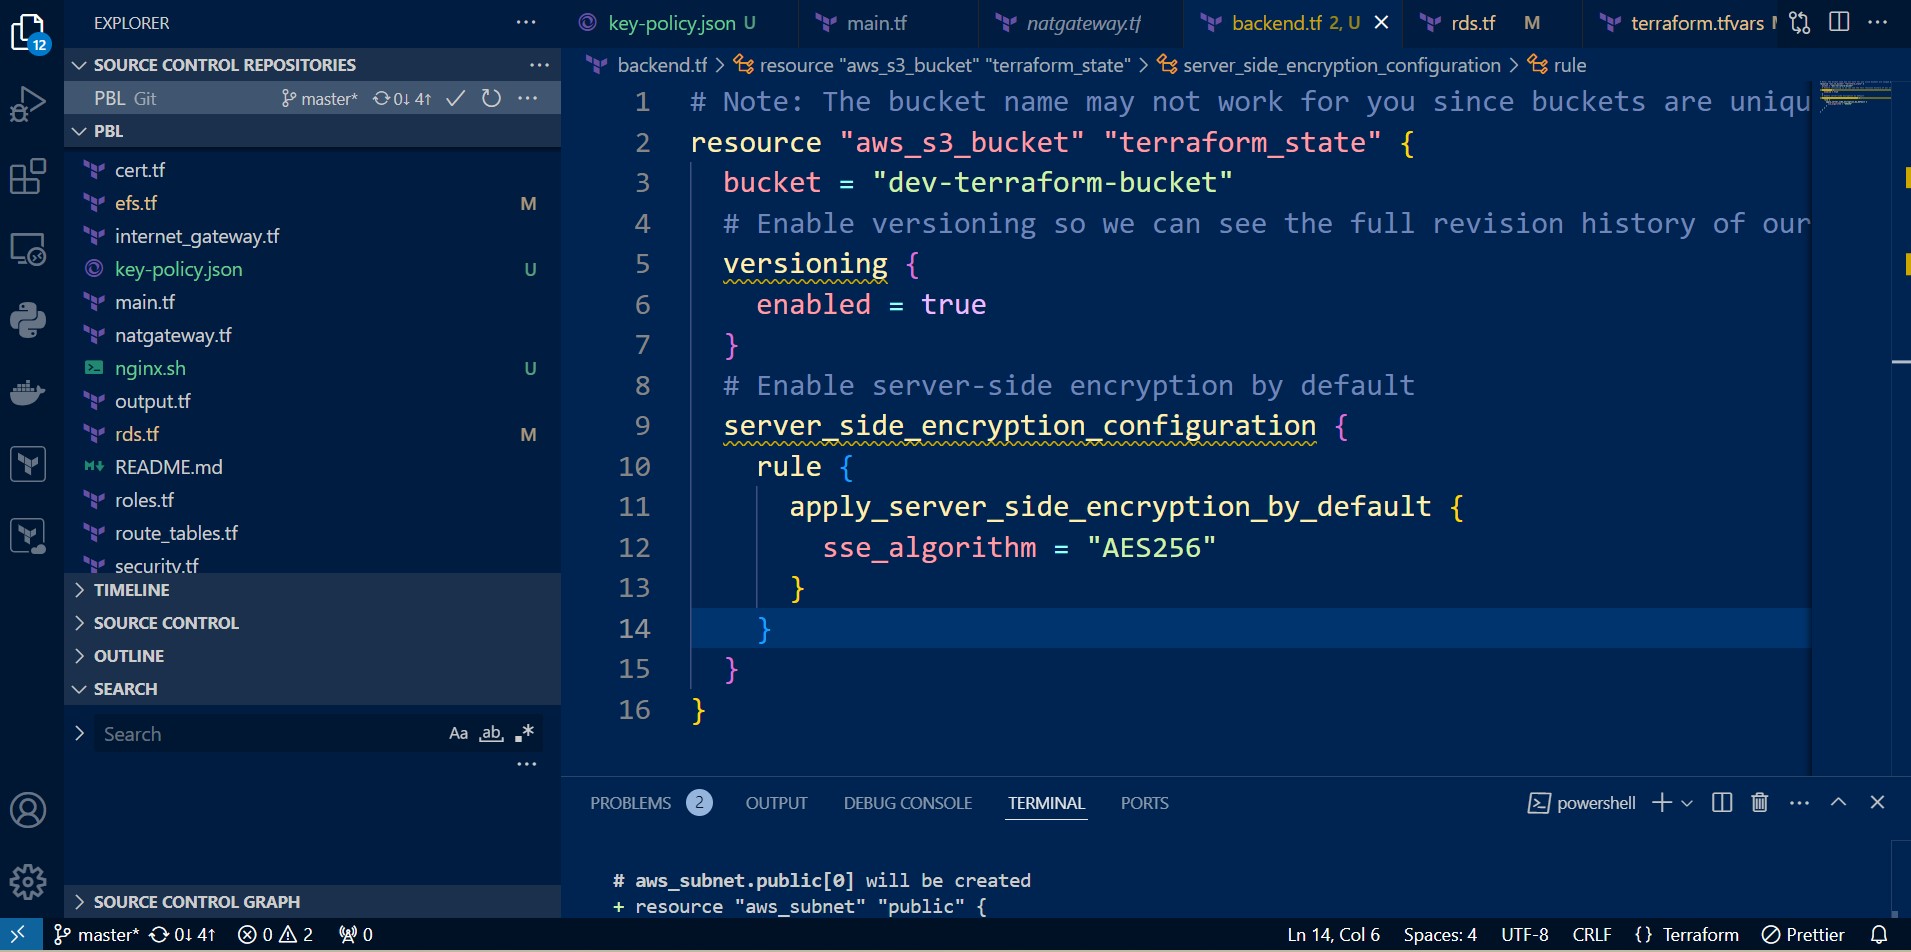 12
EXPLORER
SOURCE CONTROL REPOSITORIES
PBL Git master* 0↓ 4↑
PBL
cert.tf
efs.tf M
internet_gateway.tf
key-policy.json U
main.tf
natgateway.tf
nginx.sh U
output.tf
rds.tf M
README.md
roles.tf
route_tables.tf
security.tf
TIMELINE
SOURCE CONTROL
OUTLINE
SEARCH
Search Aa ab .*
SOURCE CONTROL GRAPH
key-policy.json U main.tf natgateway.tf backend.tf 2, U rds.tf M terraform.tfvars
backend.tf > resource "aws_s3_bucket" "terraform_state" > server_side_encryption_configuration > rule
1 # Note: The bucket name may not work for you since buckets are uniqu
2 resource "aws_s3_bucket" "terraform_state" {
3 bucket = "dev-terraform-bucket"
4 # Enable versioning so we can see the full revision history of our
5 versioning {
6 enabled = true
7 }
8 # Enable server-side encryption by default
9 server_side_encryption_configuration {
10 rule {
11 apply_server_side_encryption_by_default {
12 sse_algorithm = "AES256"
13 }
14 }
15 }
16 }
PROBLEMS 2 OUTPUT DEBUG CONSOLE TERMINAL PORTS powershell
# aws_subnet.public[0] will be created
+ resource "aws_subnet" "public" {
master* 0↓ 4↑ 0 2 0 Ln 14, Col 6 Spaces: 4 UTF-8 CRLF {} Terraform Prettier